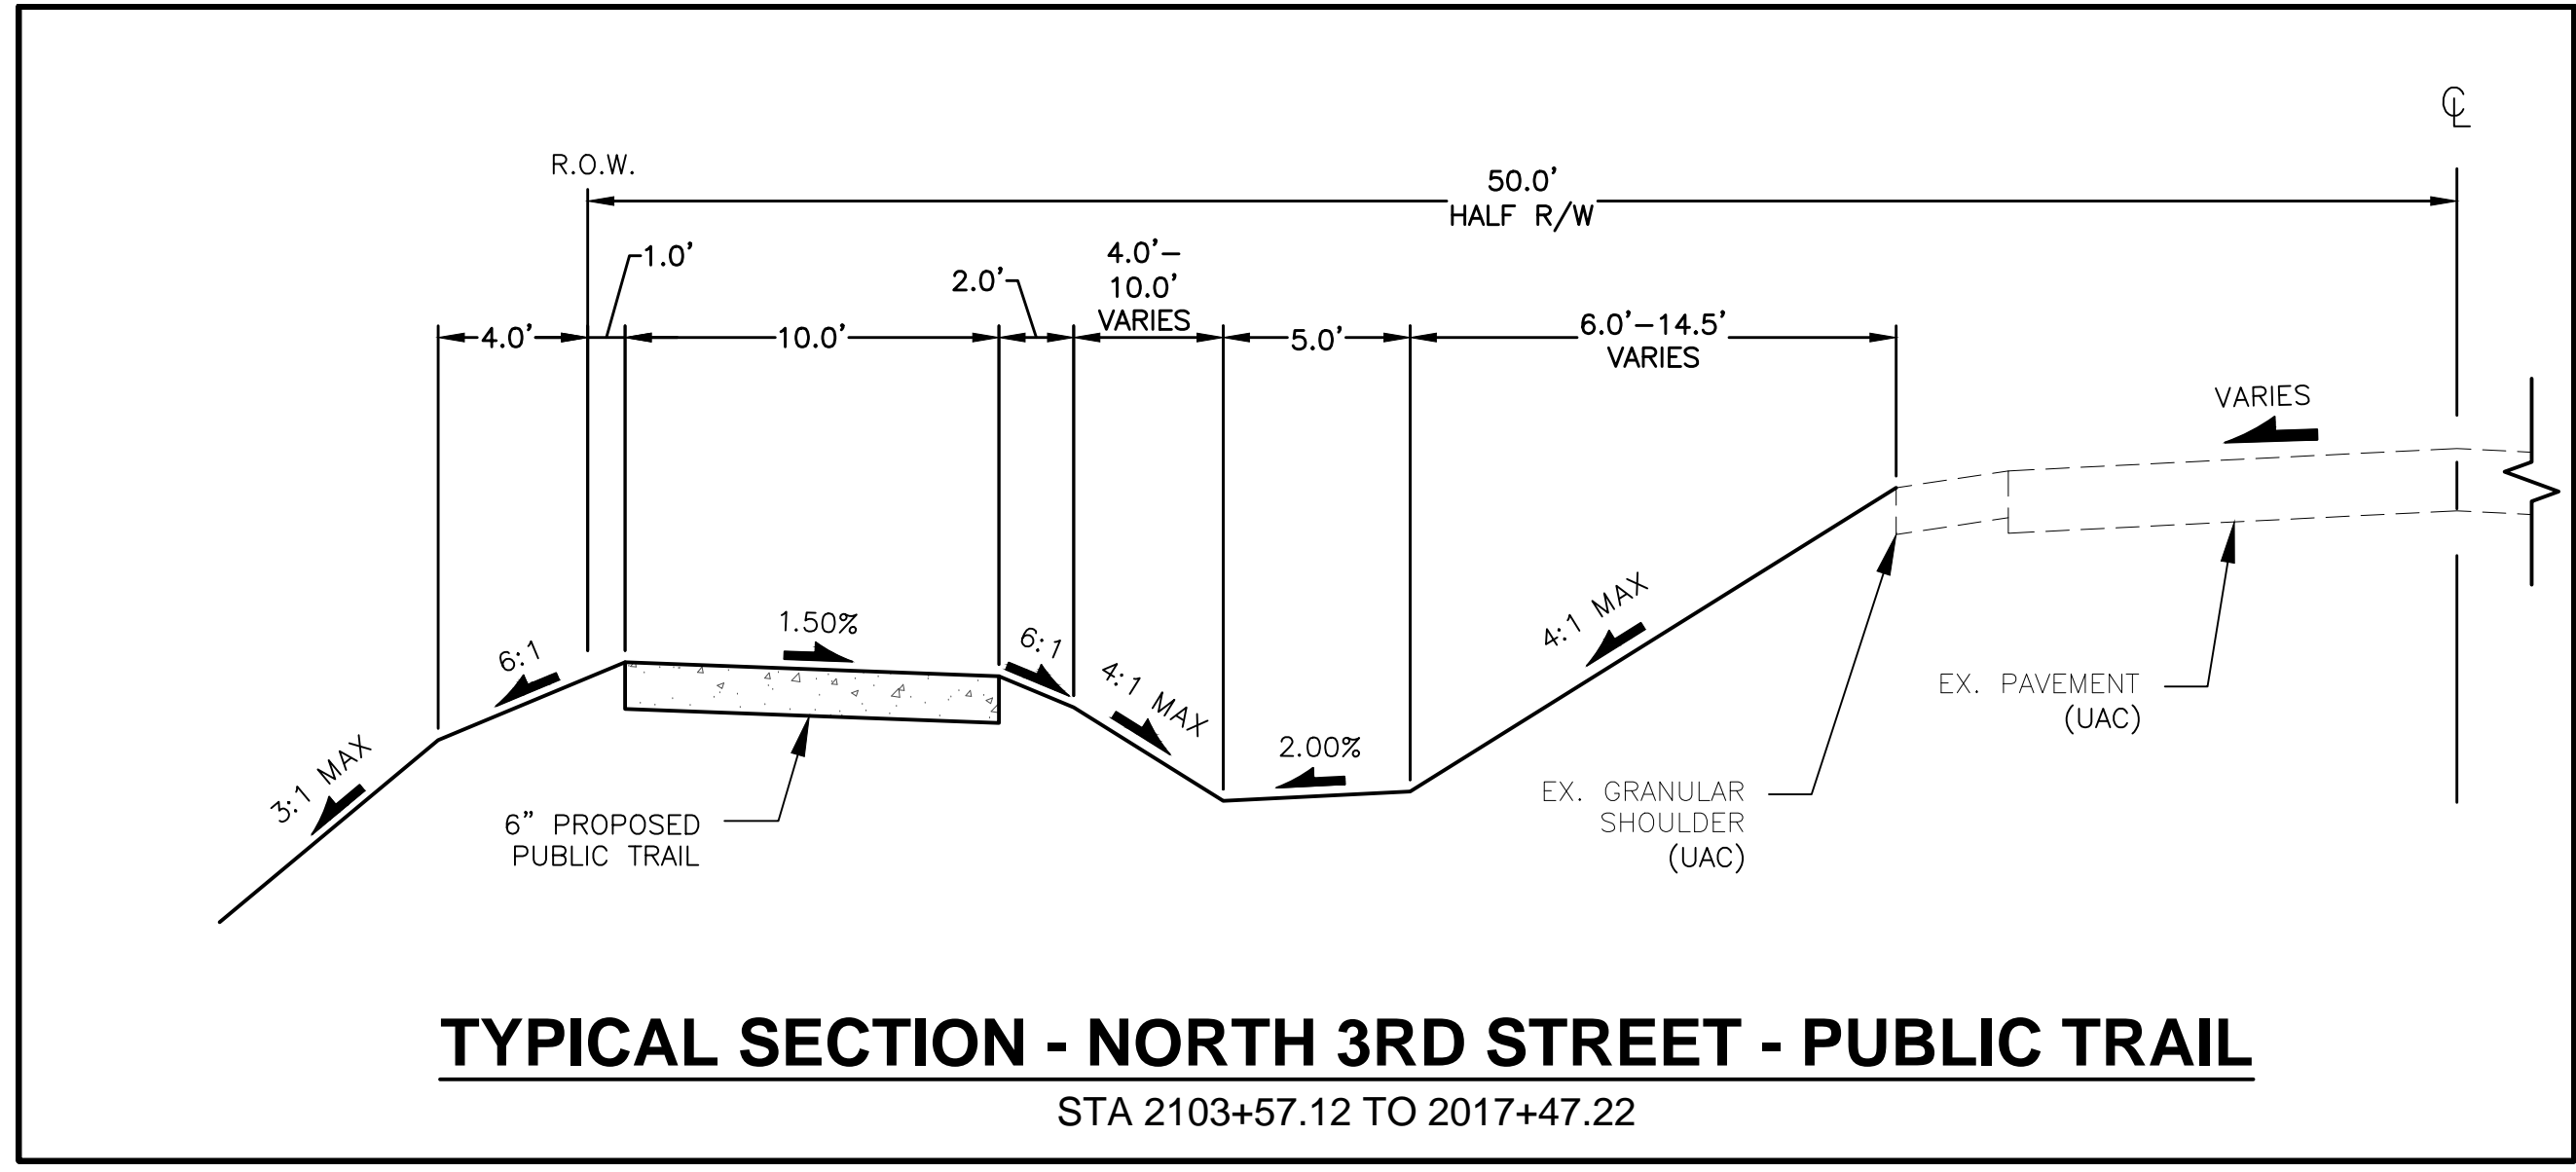 ℄
R.O.W.
50.0'
HALF R/W
1.0'
2.0'
4.0'-
10.0'
VARIES
4.0'
10.0'
5.0'
6.0'-14.5'
VARIES
VARIES
6:1
1.50%
6:1
4:1 MAX
4:1 MAX
3:1 MAX
2.00%
EX. PAVEMENT
(UAC)
EX. GRANULAR
SHOULDER
(UAC)
6" PROPOSED
PUBLIC TRAIL
TYPICAL SECTION - NORTH 3RD STREET - PUBLIC TRAIL
STA 2103+57.12 TO 2017+47.22